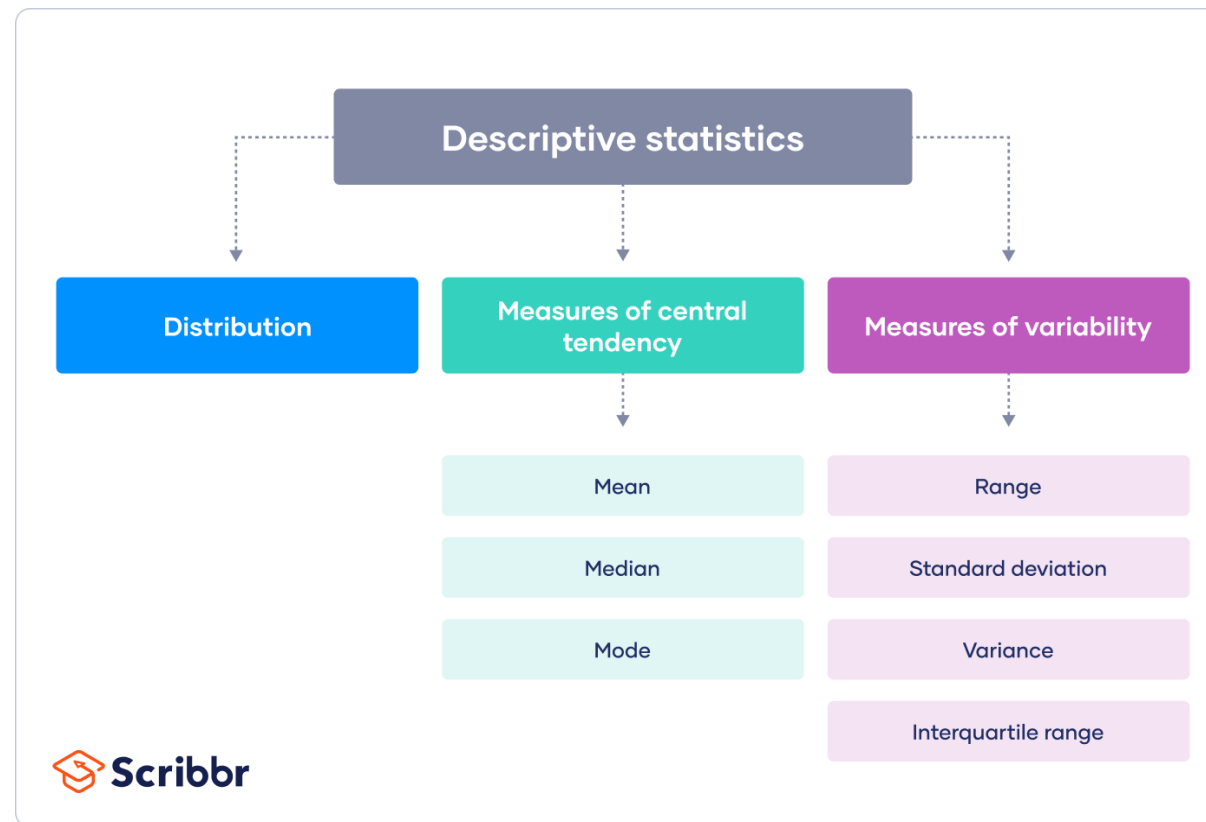 Descriptive statistics
Distribution
Measures of central
tendency
Measures of variability
Mean
Median
Mode
Range
Standard deviation
Variance
Interquartile range
Scribbr